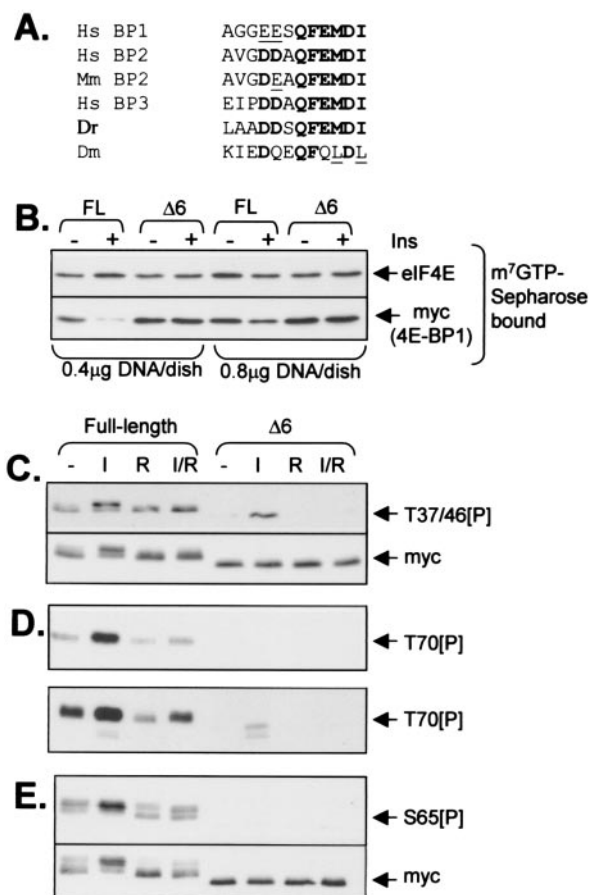 A.
Hs BP1 AGGEESQFEMDI
Hs BP2 AVGDDAQFEMDI
Mm BP2 AVGDEAQFEMDI
Hs BP3 EIPDDAQFEMDI
Dr LAADDSQFEMDI
Dm KIEDQEQFQLDL
B.
FL Δ6 FL Δ6
- + - + - + - + Ins
eIF4E
myc
(4E-BP1)
m⁷GTP-
Sepharose
bound
0.4μg DNA/dish 0.8μg DNA/dish
Full-length Δ6
C. - I R I/R - I R I/R
T37/46[P]
myc
D.
T70[P]
T70[P]
E.
S65[P]
myc